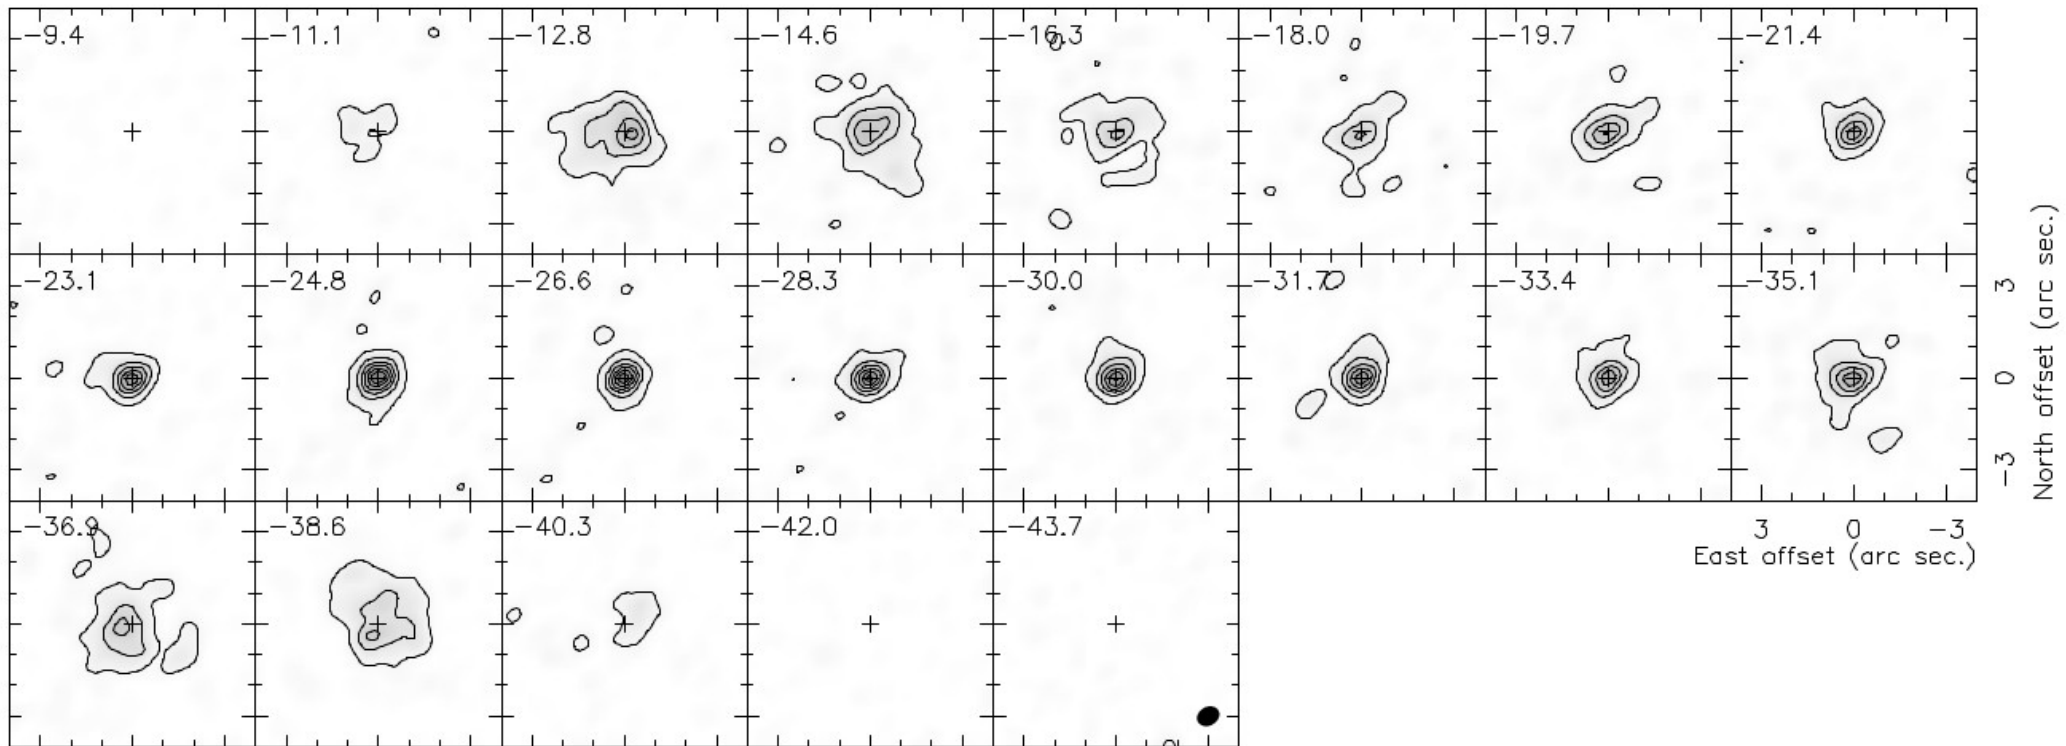 -9.4 -11.1 -12.8 -14.6 -16.3 -18.0 -19.7 -21.4
-23.1 -24.8 -26.6 -28.3 -30.0 -31.7 -33.4 -35.1
-36.9 -38.6 -40.3 -42.0 -43.7
3 0 -3
East offset (arc sec.)
3 0 -3
North offset (arc sec.)